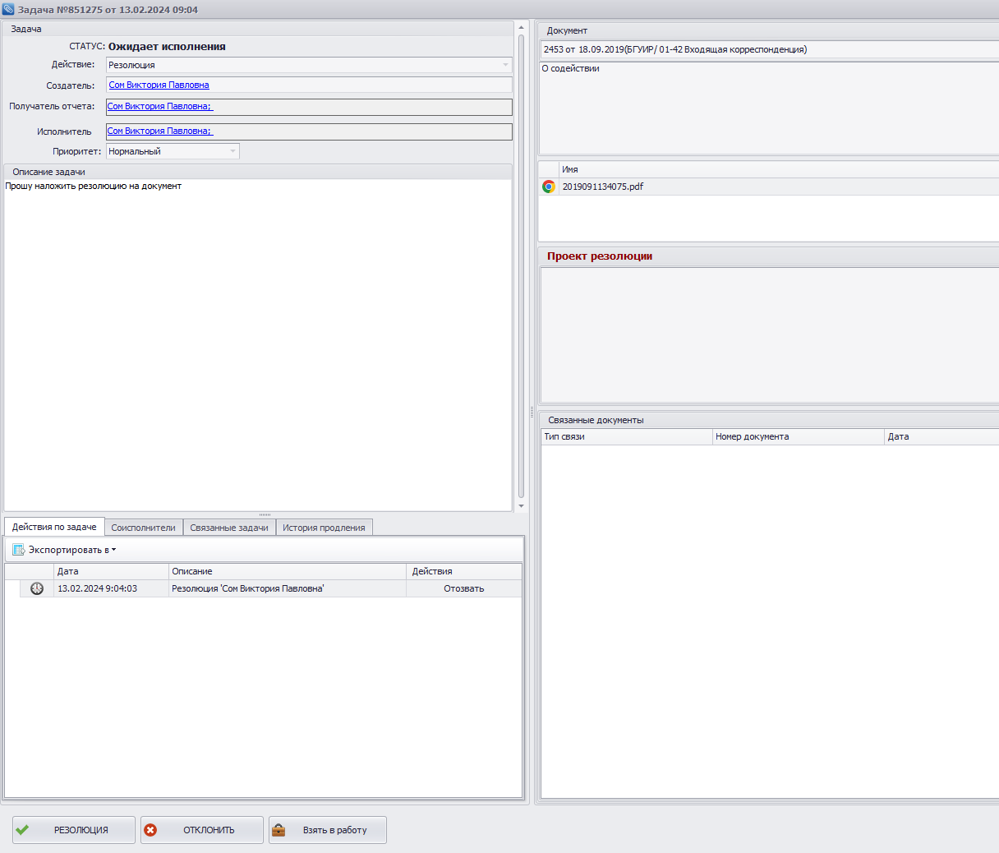 Задача №851275 от 13.02.2024 09:04
Задача
СТАТУС: Ожидает исполнения
Действие: Резолюция
Создатель: Сом Виктория Павловна
Получатель отчета: Сом Виктория Павловна;
Исполнитель Сом Виктория Павловна;
Приоритет: Нормальный
Описание задачи
Прошу наложить резолюцию на документ
Действия по задаче Соисполнители Связанные задачи История продления
Экспортировать в
Дата Описание Действия
13.02.2024 9:04:03 Резолюция 'Сом Виктория Павловна' Отозвать
Документ
2453 от 18.09.2019(БГУИР/ 01-42 Входящая корреспонденция)
О содействии
Имя
2019091134075.pdf
Проект резолюции
Связанные документы
Тип связи Номер документа Дата
РЕЗОЛЮЦИЯ ОТКЛОНИТЬ Взять в работу